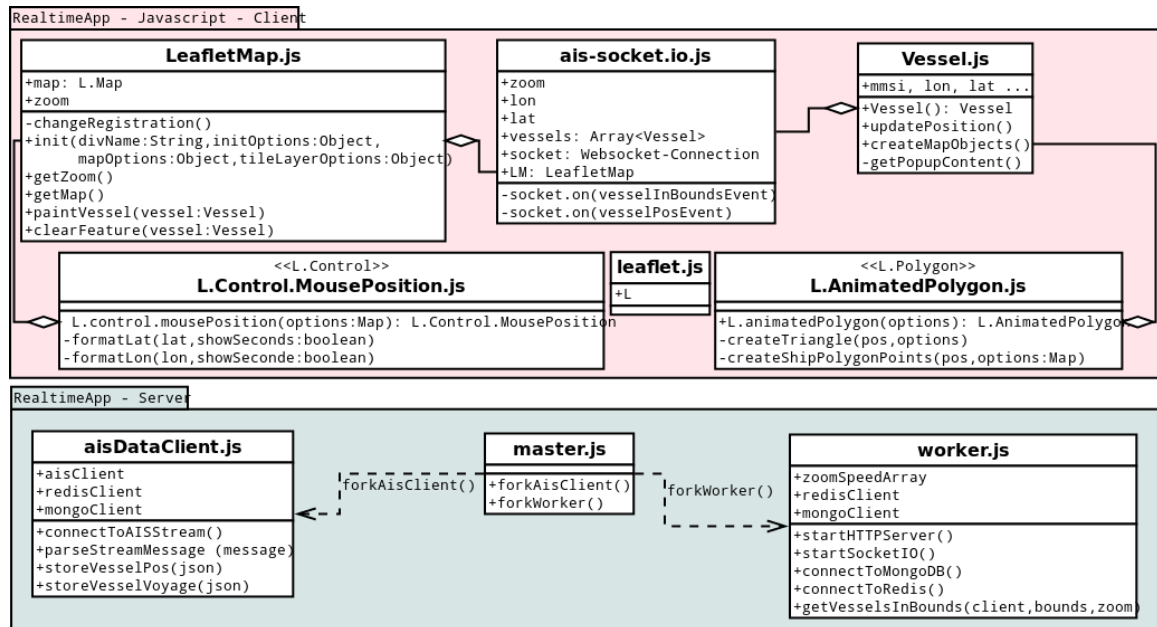 RealtimeApp - Javascript - Client
LeafletMap.js
+map: L.Map
+zoom
-changeRegistration()
+init(divName:String,initOptions:Object,
mapOptions:Object,tileLayerOptions:Object)
+getZoom()
+getMap()
+paintVessel(vessel:Vessel)
+clearFeature(vessel:Vessel)
ais-socket.io.js
+zoom
+lon
+lat
+vessels: Array<Vessel>
+socket: Websocket-Connection
+LM: LeafletMap
-socket.on(vesselInBoundsEvent)
-socket.on(vesselPosEvent)
Vessel.js
+mmsi, lon, lat ...
+Vessel(): Vessel
+updatePosition()
+createMapObjects()
-getPopupContent()
<<L.Control>>
L.Control.MousePosition.js
L.control.mousePosition(options:Map): L.Control.MousePosition
-formatLat(lat,showSeconds:boolean)
-formatLon(lon,showSeconde:boolean)
leaflet.js
+L
<<L.Polygon>>
L.AnimatedPolygon.js
+L.animatedPolygon(options): L.AnimatedPolygon
-createTriangle(pos,options)
-createShipPolygonPoints(pos,options:Map)
RealtimeApp - Server
aisDataClient.js
+aisClient
+redisClient
+mongoClient
+connectToAISStream()
+parseStreamMessage (message)
+storeVesselPos(json)
+storeVesselVoyage(json)
forkAisClient()
master.js
+forkAisClient()
+forkWorker()
forkWorker()
worker.js
+zoomSpeedArray
+redisClient
+mongoClient
+startHTTPServer()
+startSocketIO()
+connectToMongoDB()
+connectToRedis()
+getVesselsInBounds(client,bounds,zoom)